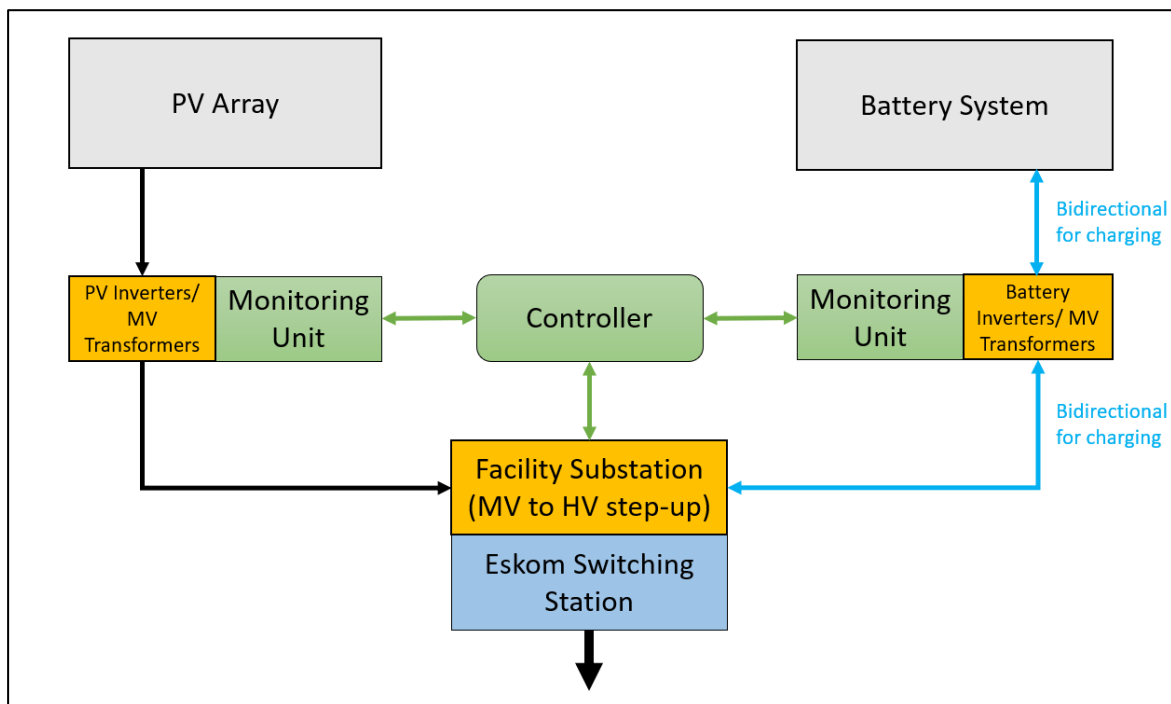 PV Array
Battery System
Bidirectional
for charging
PV Inverters/
MV
Transformers
Monitoring
Unit
Controller
Monitoring
Unit
Battery
Inverters/ MV
Transformers
Bidirectional
for charging
Facility Substation
(MV to HV step-up)
Eskom Switching
Station